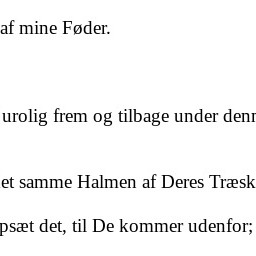 af mine Føder.
urolig frem og tilbage under denn
et samme Halmen af Deres Træsk
psæt det, til De kommer udenfor;